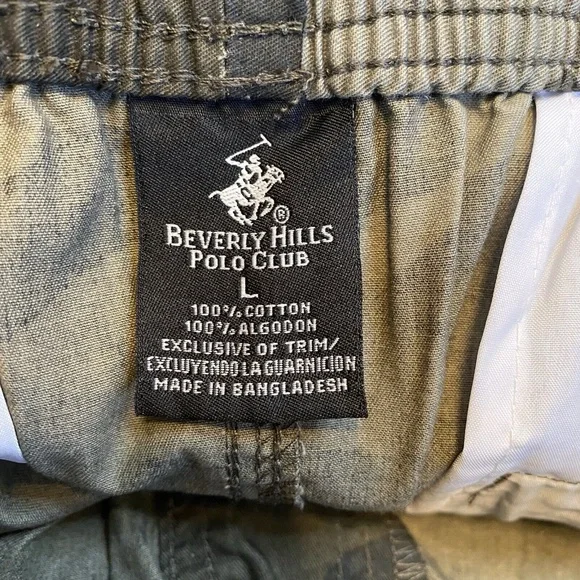 ®
BEVERLY HILLS
POLO CLUB
L
100% COTTON
100% ALGODON
EXCLUSIVE OF TRIM/
EXCLUYENDO LA GUARNICION
MADE IN BANGLADESH